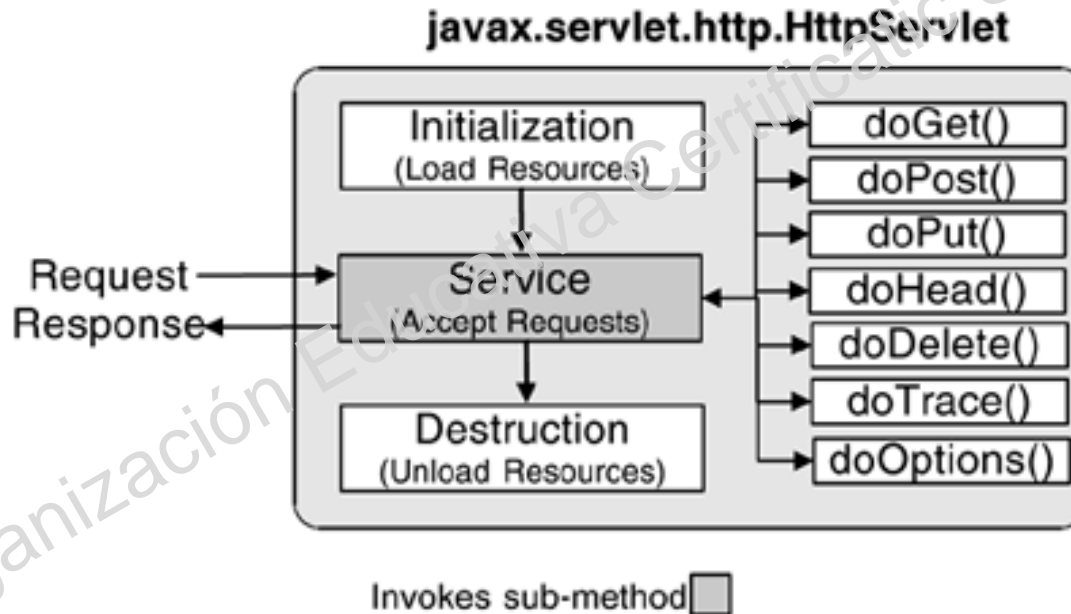 javax.servlet.http.HttpServlet
Initialization
(Load Resources)
Request
Response
Service
(Accept Requests)
Destruction
(Unload Resources)
doGet()
doPost()
doPut()
doHead()
doDelete()
doTrace()
doOptions()
Invokes sub-method
Educativa